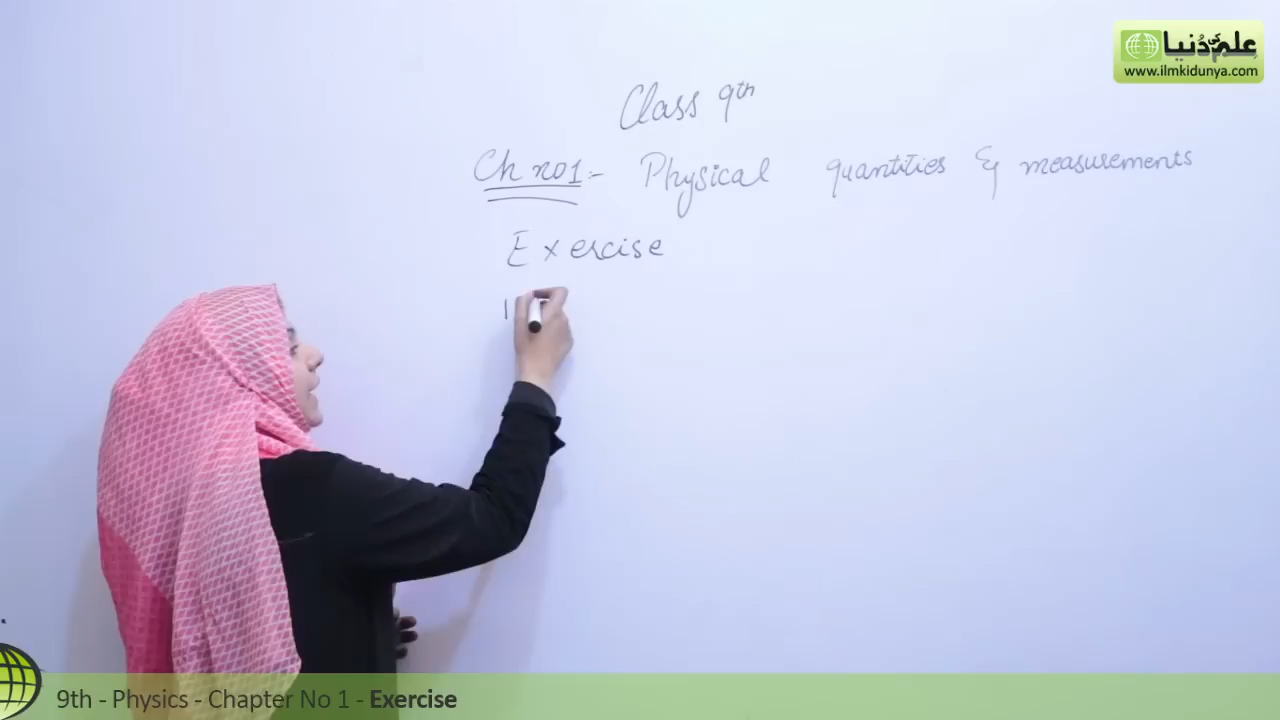 علم کی دُنیا
www.ilmkidunya.com
Class 9th
Ch no1:- Physical quantities & measurements
Exercise
1
9th - Physics - Chapter No 1 - Exercise